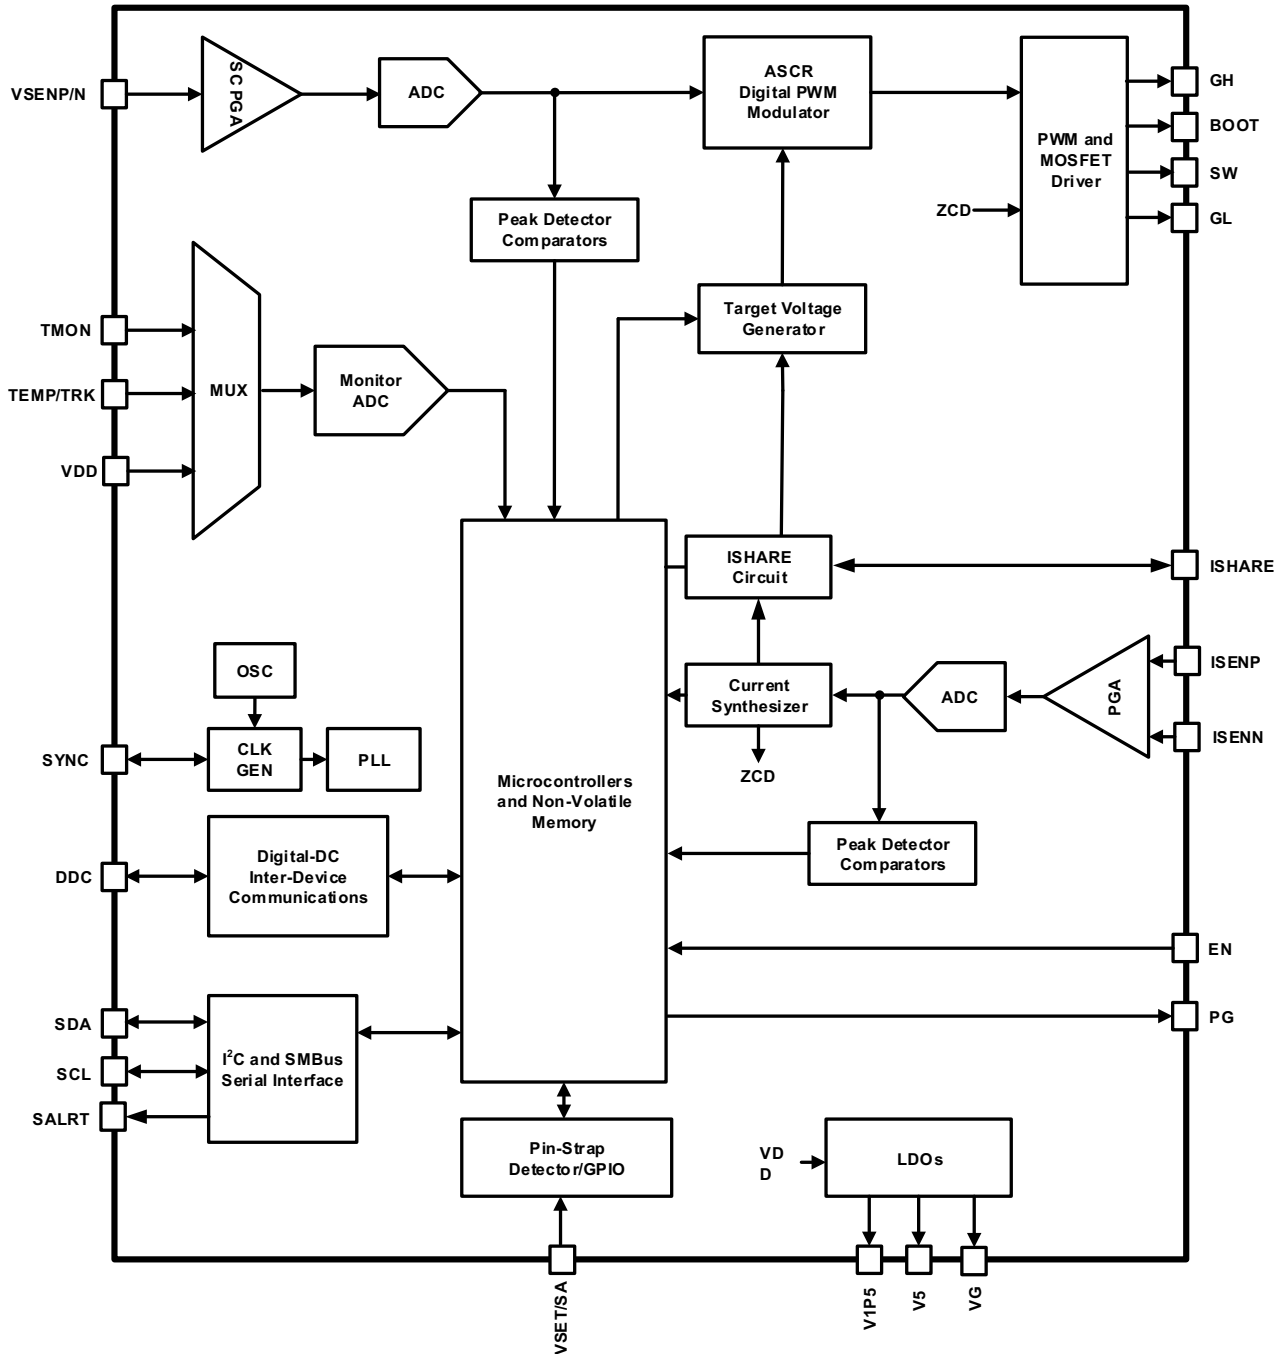 VSENP/N
SC PGA
ADC
ASCR
Digital PWM
Modulator
PWM and
MOSFET
Driver
GH
BOOT
SW
GL
ZCD
Peak Detector
Comparators
TMON
TEMP/TRK
VDD
MUX
Monitor
ADC
Target Voltage
Generator
ISHARE
Circuit
ISHARE
OSC
SYNC
CLK
GEN
PLL
Microcontrollers
and Non-Volatile
Memory
Current
Synthesizer
ZCD
ADC
PGA
ISENP
ISENN
Peak Detector
Comparators
DDC
Digital-DC
Inter-Device
Communications
EN
PG
SDA
SCL
SALRT
I²C and SMBus
Serial Interface
Pin-Strap
Detector/GPIO
VD
D
LDOs
VSET/SA
V1P5
V5
VG